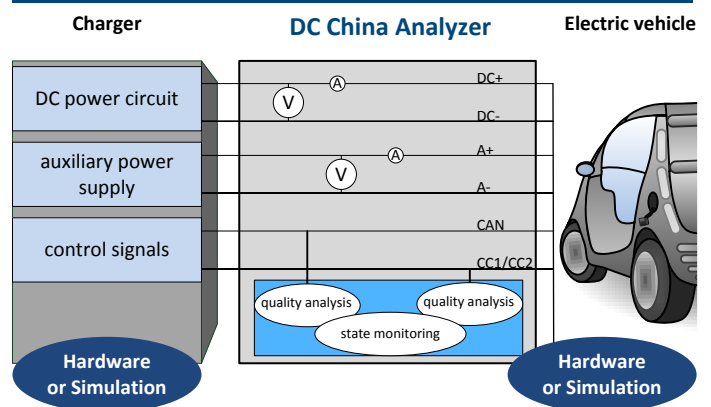 Charger
DC China Analyzer
Electric vehicle
DC power circuit
auxiliary power
supply
control signals
A
V
DC+
DC-
A
V
A+
A-
CAN
CC1/CC2
quality analysis
quality analysis
state monitoring
Hardware
or Simulation
Hardware
or Simulation